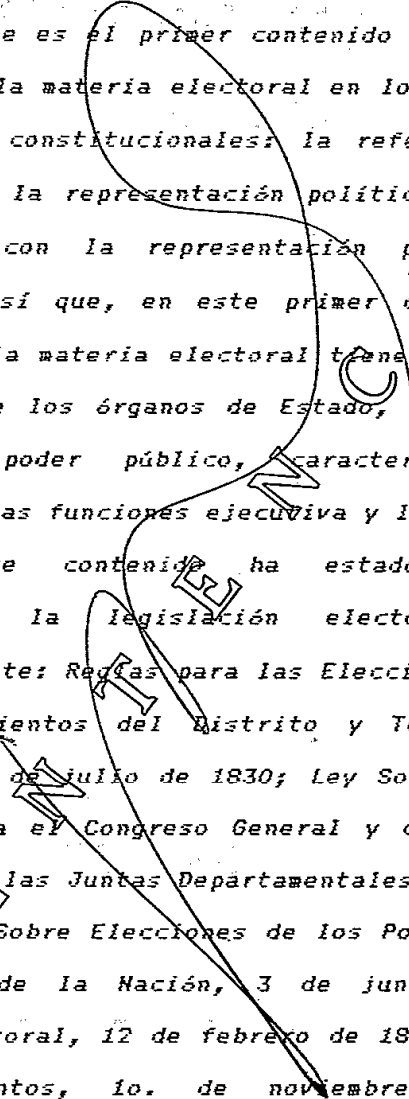 e es el primer contenido
la materia electoral en lo
constitucionales: la refe
la representación polític
con la representación p
sí que, en este primer
la materia electoral tiene
e los órganos de Estado,
poder público, caracter
as funciones ejecutiva y l
e contenido ha estado
la legislación electo
te: Reglas para las Elecci
ientos del Distrito y T
de julio de 1830; Ley So
a el Congreso General y
las Juntas Departamentales
Sobre Elecciones de los Po
de la Nación, 3 de jun
oral, 12 de febrero de 18
ntos, 1o. de noviembre
N T E N C